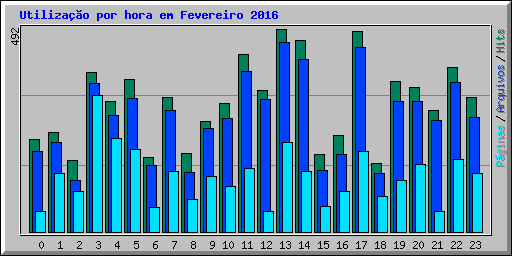 Utilização por hora em Fevereiro 2016
492
Páginas / Arquivos / Hits
0 1 2 3 4 5 6 7 8 9 10 11 12 13 14 15 16 17 18 19 20 21 22 23